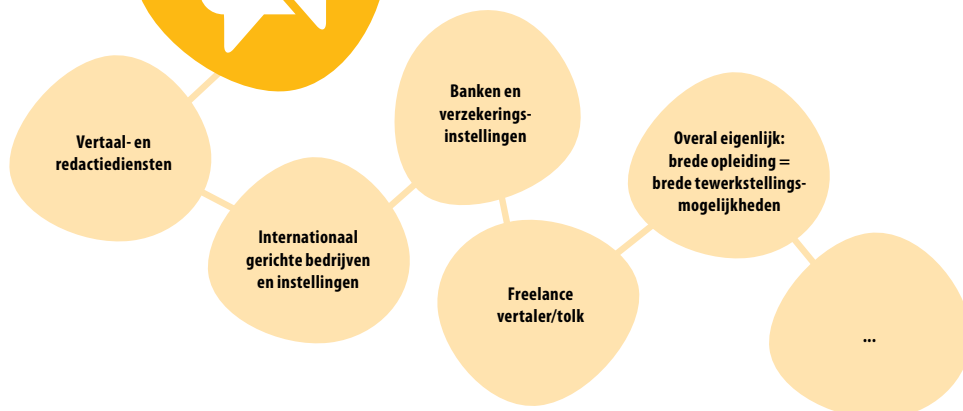 Vertaal- en
redactiediensten
Internationaal
gerichte bedrijven
en instellingen
Banken en
verzekerings-
instellingen
Freelance
vertaler/tolk
Overal eigenlijk:
brede opleiding =
brede tewerkstellings-
mogelijkheden
...